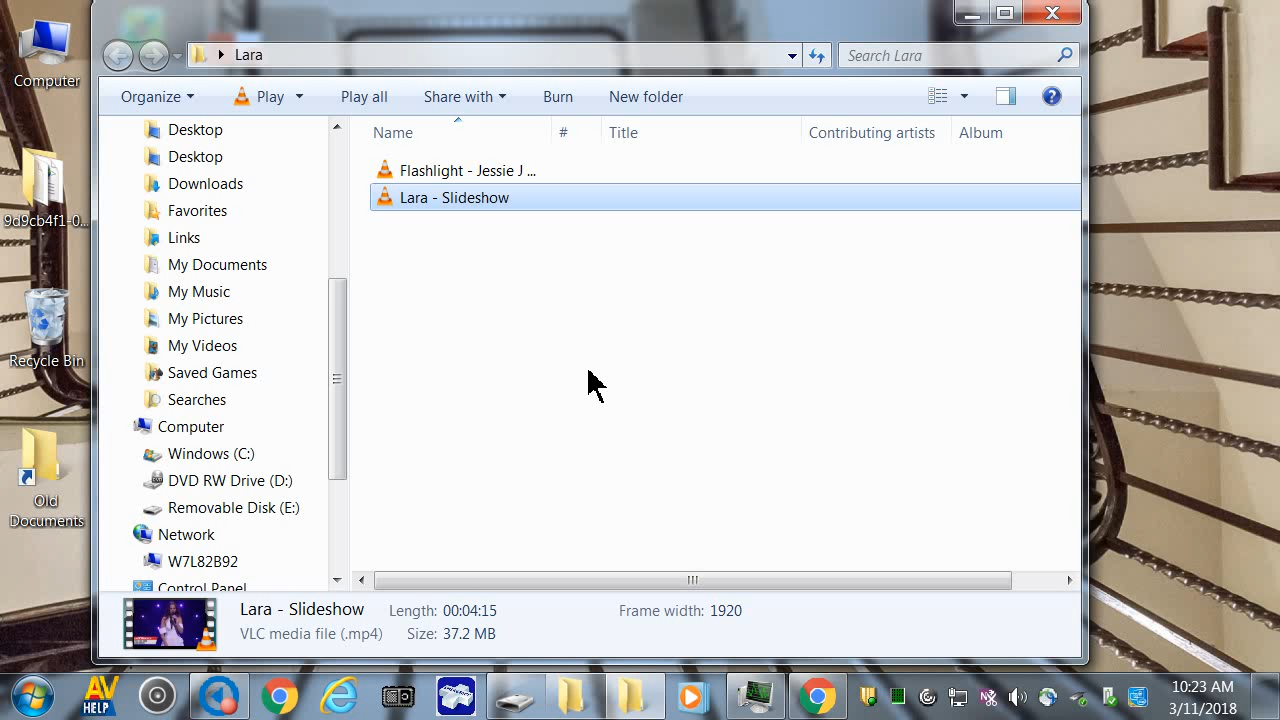 Computer
9d9cb4f1-0...
Recycle Bin
Old
Documents
Lara
Search Lara
Organize Play Play all Share with Burn New folder
Desktop
Desktop
Downloads
Favorites
Links
My Documents
My Music
My Pictures
My Videos
Saved Games
Searches
Computer
Windows (C:)
DVD RW Drive (D:)
Removable Disk (E:)
Network
W7L82B92
Control Panel
Name # Title Contributing artists Album
Flashlight - Jessie J ...
Lara - Slideshow
Lara - Slideshow Length: 00:04:15 Frame width: 1920
VLC media file (.mp4) Size: 37.2 MB
AV
HELP
10:23 AM
3/11/2018